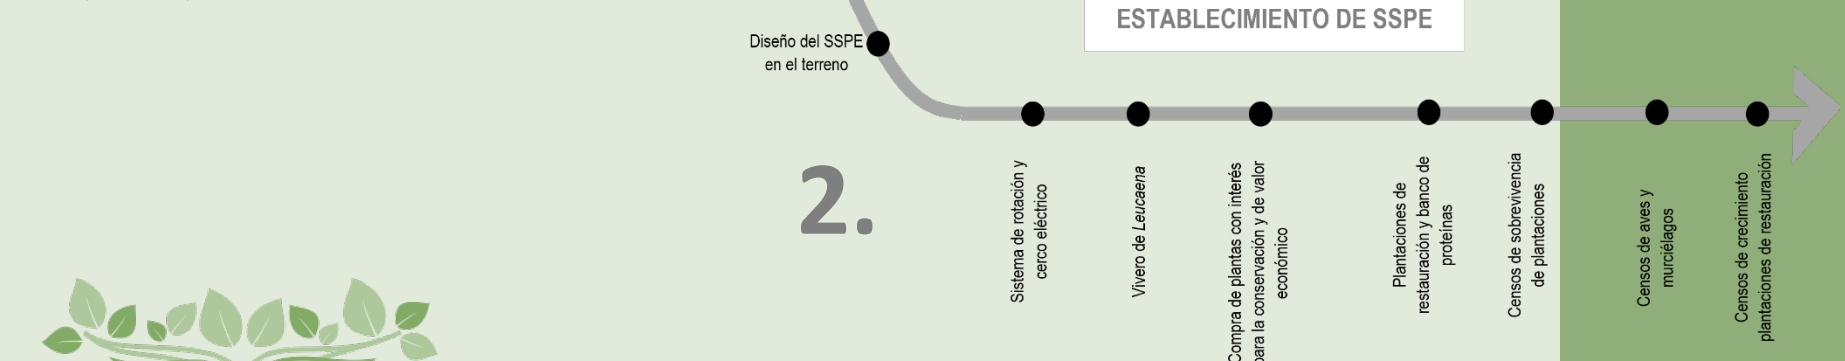 ESTABLECIMIENTO DE SSPE
Diseño del SSPE
en el terreno
2.
Sistema de rotación y
cerco eléctrico
Vivero de Leucaena
Compra de plantas con interés
para la conservación y de valor
económico
Plantaciones de
restauración y banco de
proteínas
Censos de sobrevivencia
de plantaciones
Censos de aves y
murciélagos
Censos de crecimiento
plantaciones de restauración